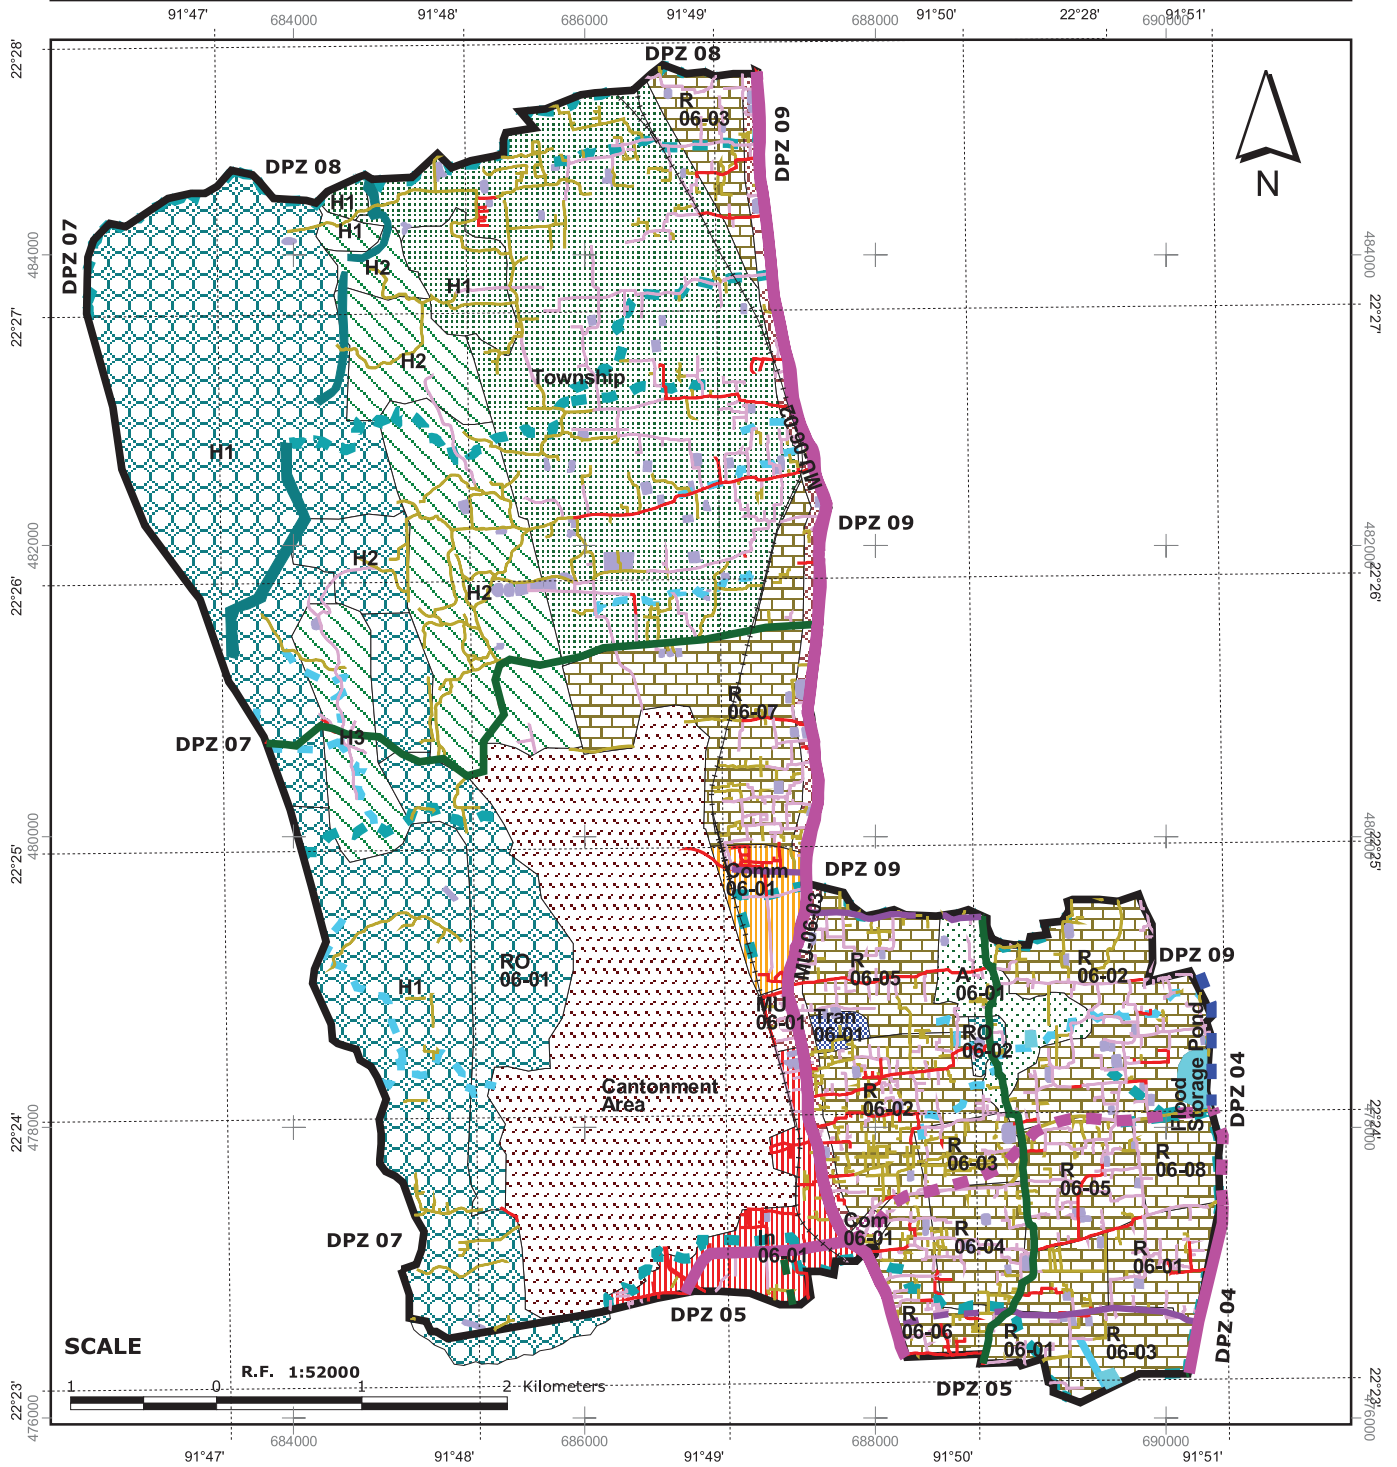 91°47' 91°48' 91°49' 91°50' 22°28' 91°51'
684000 686000 688000 690000
22°28'
DPZ 08
DPZ 09
R
06-03
N
DPZ 08
DPZ 07
H1
H1
H2
H1
484000
484000
22°27'
22°27'
H2
Township
MU-06-02
H1
DPZ 09
482000
482000
H2
22°26'
22°26'
H2
R
06-07
DPZ 07
H3
480000
480000
22°25'
22°25'
Comm
06-01
DPZ 09
MU-06-03
R
06-05
R
06-02
DPZ 09
RO
06-01
A
06-01
H1
MU
06-01
Tran
06-01
RO
06-02
Flood
Storage Pond
DPZ 04
Cantonment
Area
R
06-02
22°24'
22°24'
478000
478000
R
06-03
R
06-08
R
06-05
DPZ 07
In
06-01
Com
06-01
R
06-04
R
06-01
DPZ 05
R
06-06
R
06-01
R
06-03
DPZ 04
SCALE
R.F. 1:52000
1 0 1 2 Kilometers
DPZ 05
22°23'
22°23'
476000
476000
684000 686000 688000 690000
91°47' 91°48' 91°49' 91°50' 91°51'